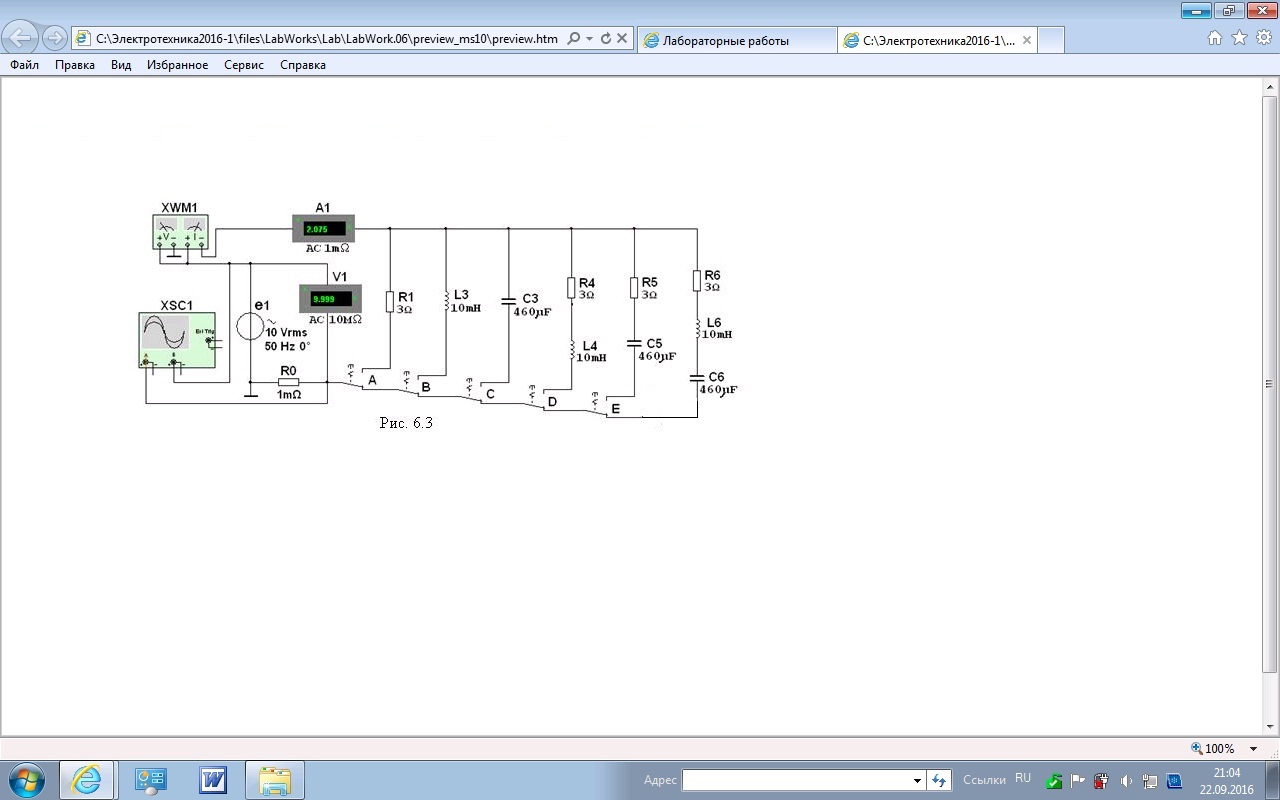 C:\Электротехника2016-1\files\LabWorks\Lab\LabWork.06\preview_ms10\preview.htm
Лабораторные работы
C:\Электротехника2016-1\...
Файл Правка Вид Избранное Сервис Справка
XWM1
A1
+V- +I-
2.075
AC 1mΩ
V1
9.999
AC 10MΩ
XSC1
Ext Trig
A B
e1
10 Vrms
50 Hz 0°
R0
1mΩ
R1
3Ω
L3
10mH
C3
460µF
R4
3Ω
L4
10mH
R5
3Ω
C5
460µF
R6
3Ω
L6
10mH
C6
460µF
A
B
C
D
E
Рис. 6.3
100%
Адрес
Ссылки
RU
21:04
22.09.2016